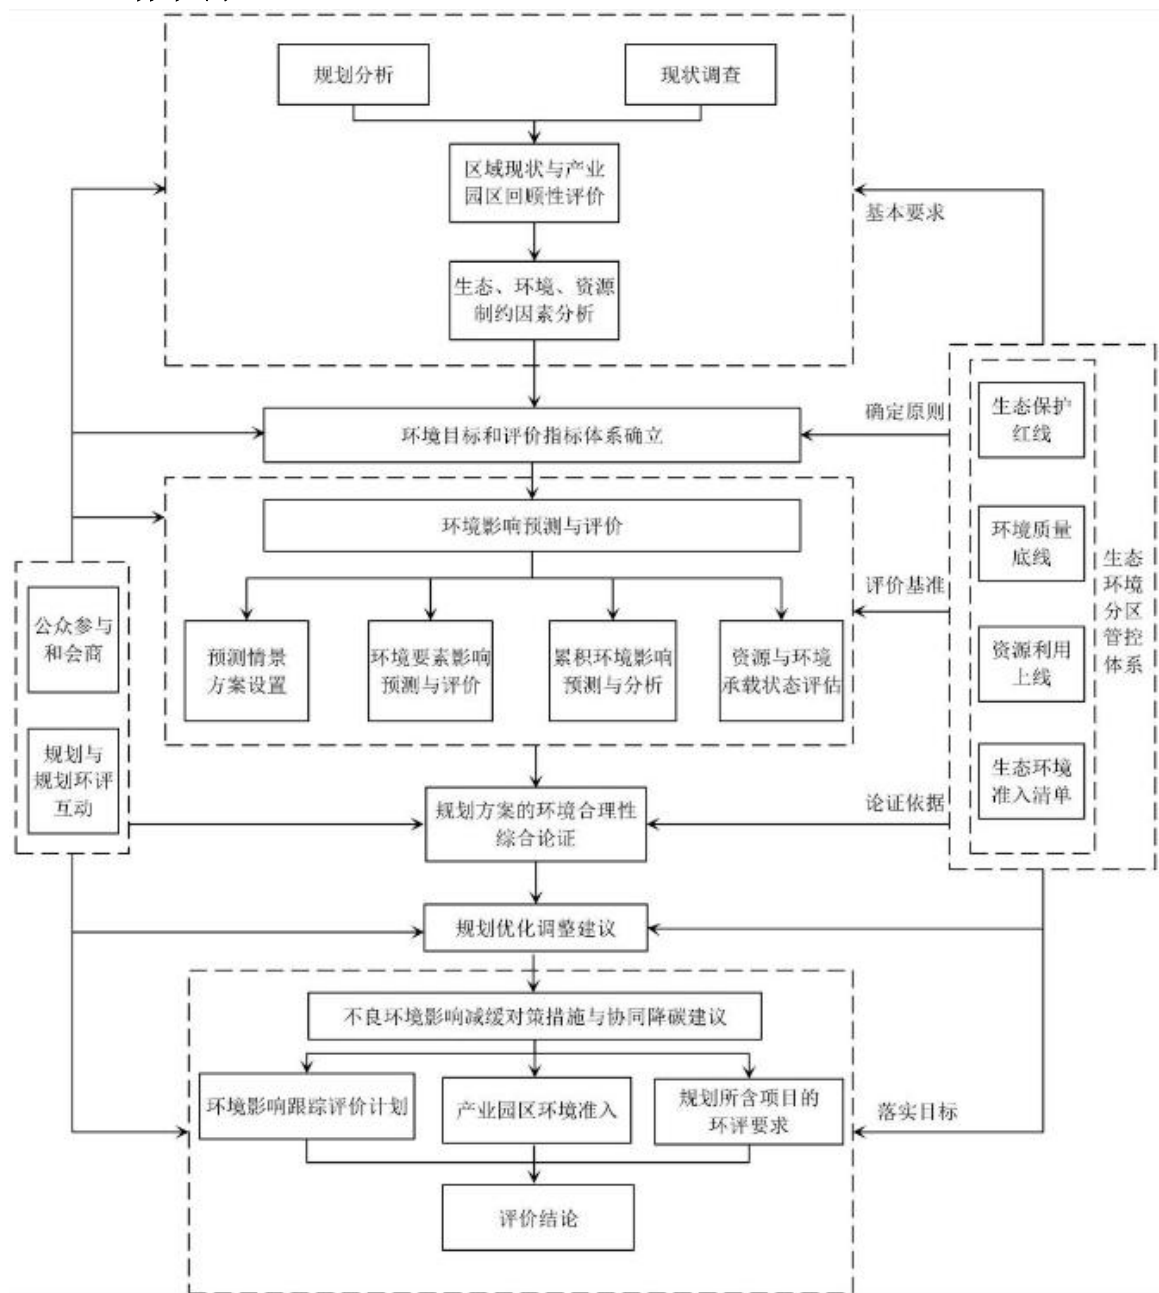 规划分析
现状调查
区域现状与产业
园区回顾性评价
基本要求
生态、环境、资源
制约因素分析
确定原则
环境目标和评价指标体系确立
环境影响预测与评价
评价基准
预测情景
方案设置
环境要素影响
预测与评价
累积环境影响
预测与分析
资源与环境
承载状态评估
公众参与
和会商
规划与
规划环评
互动
生态保护
红线
环境质量
底线
资源利用
上线
生态环境
准入清单
生态
环境
分区
管控
体系
论证依据
规划方案的环境合理性
综合论证
规划优化调整建议
不良环境影响减缓对策措施与协同降碳建议
环境影响跟踪评价计划
产业园区环境准入
规划所含项目的
环评要求
落实目标
评价结论